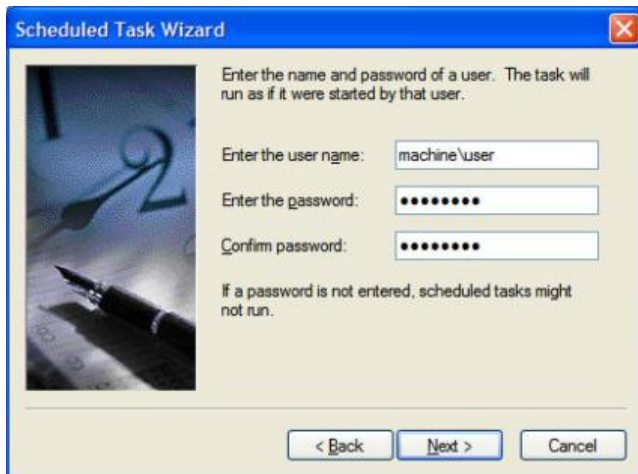 Scheduled Task Wizard
Enter the name and password of a user. The task will
run as if it were started by that user.
Enter the user name: machine\user
Enter the password: ●●●●●●●●
Confirm password: ●●●●●●●●
If a password is not entered, scheduled tasks might
not run.
< Back Next > Cancel